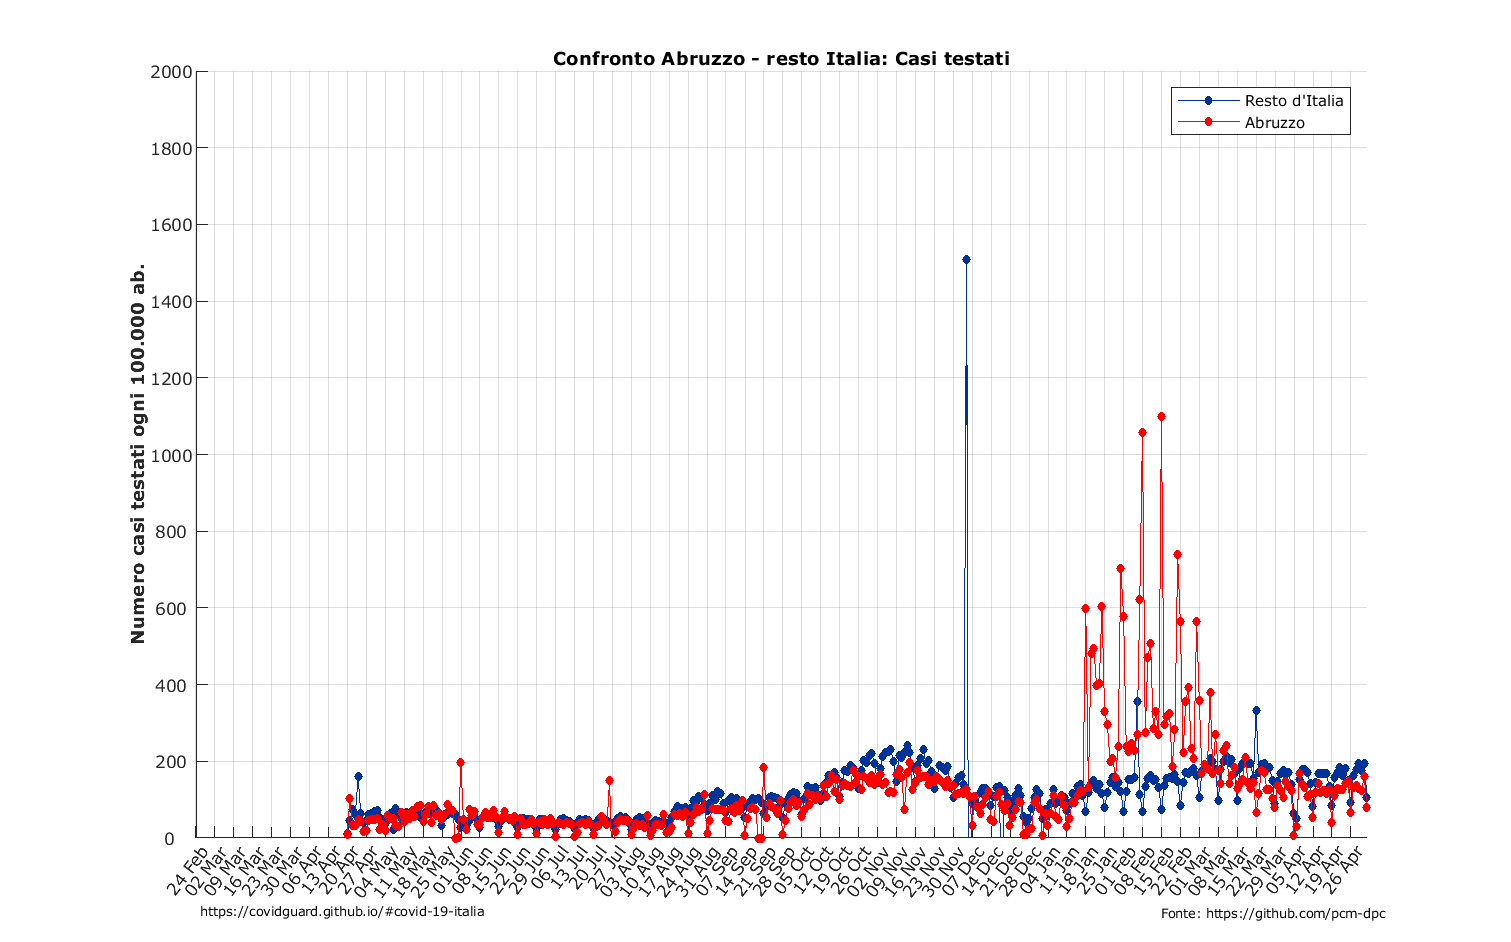 Confronto Abruzzo - resto Italia: Casi testati
Numero casi testati ogni 100.000 ab.
2000
1800
1600
1400
1200
1000
800
600
400
200
0
Resto d'Italia
Abruzzo
24 Feb
02 Mar
09 Mar
16 Mar
23 Mar
30 Mar
06 Apr
13 Apr
20 Apr
27 Apr
04 May
11 May
18 May
25 May
01 Jun
08 Jun
15 Jun
22 Jun
29 Jun
06 Jul
13 Jul
20 Jul
27 Jul
03 Aug
10 Aug
17 Aug
24 Aug
31 Aug
07 Sep
14 Sep
21 Sep
28 Sep
05 Oct
12 Oct
19 Oct
26 Oct
02 Nov
09 Nov
16 Nov
23 Nov
30 Nov
07 Dec
14 Dec
21 Dec
28 Dec
04 Jan
11 Jan
18 Jan
25 Jan
01 Feb
08 Feb
15 Feb
22 Feb
01 Mar
08 Mar
15 Mar
22 Mar
29 Mar
05 Apr
12 Apr
19 Apr
26 Apr
https://covidguard.github.io/#covid-19-italia
Fonte: https://github.com/pcm-dpc